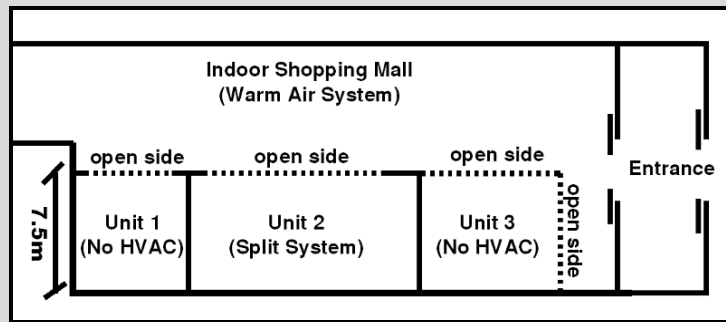 Indoor Shopping Mall
(Warm Air System)
open side
open side
open side
Entrance
7.5m
Unit 1
(No HVAC)
Unit 2
(Split System)
Unit 3
(No HVAC)
open side